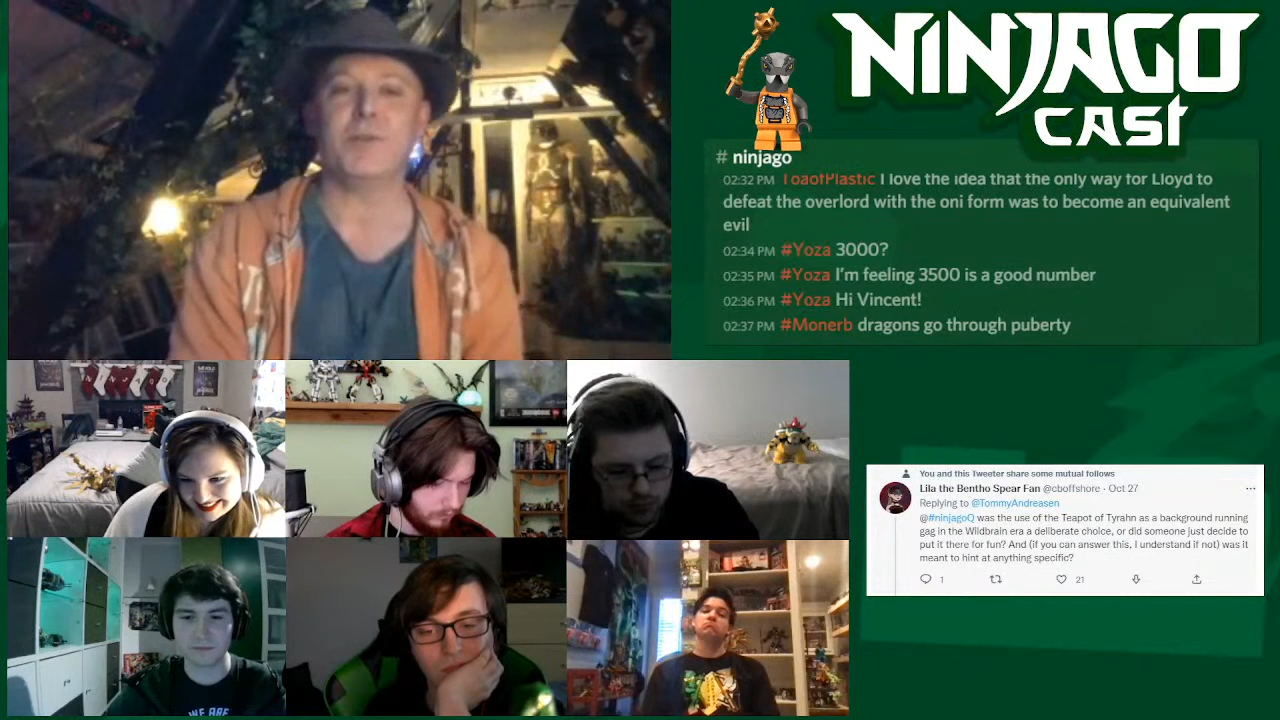 NINJAGO
CAST
# ninjago
02:32 PM ToaofPlastic I love the idea that the only way for Lloyd to
defeat the overlord with the oni form was to become an equivalent
evil
02:34 PM #Yoza 3000?
02:35 PM #Yoza I'm feeling 3500 is a good number
02:36 PM #Yoza Hi Vincent!
02:37 PM #Monerb dragons go through puberty
You and this Tweeter share some mutual follows
Lila the Bentho Spear Fan @cboffshore · Oct 27
Replying to @TommyAndreasen
@#ninjagoQ was the use of the Teapot of Tyrahn as a background running
gag in the Wildbrain era a deliberate choice, or did someone just decide to
put it there for fun? And (if you can answer this, I understand if not) was it
meant to hint at anything specific?
1 21
WE ARE